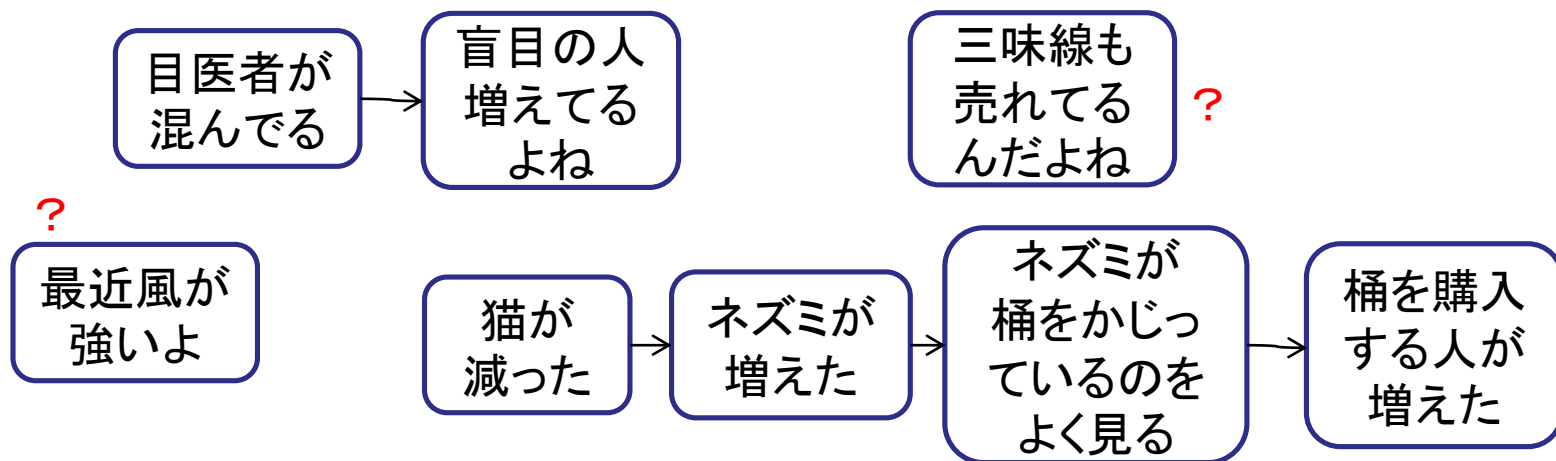 目医者が
混んでる
盲目の人
増えてる
よね
三味線も
売れてる
んだよね
？
？
最近風が
強いよ
猫が
減った
ネズミが
増えた
ネズミが
桶をかじっ
ているのを
よく見る
桶を購入
する人が
増えた